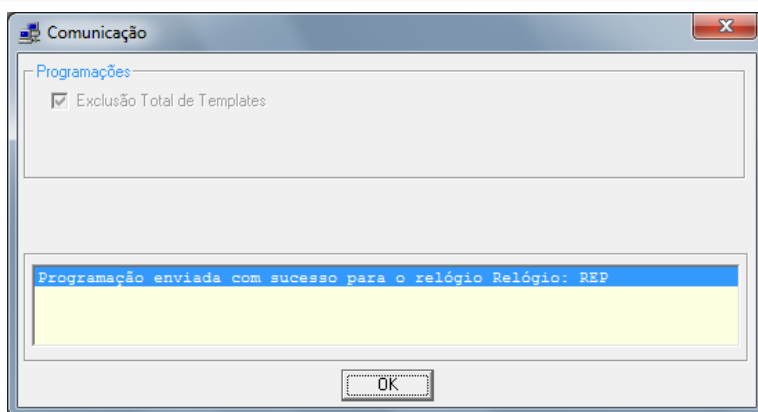 Comunicação
Programações
Exclusão Total de Templates
Programação enviada com sucesso para o relógio Relógio: REP
OK